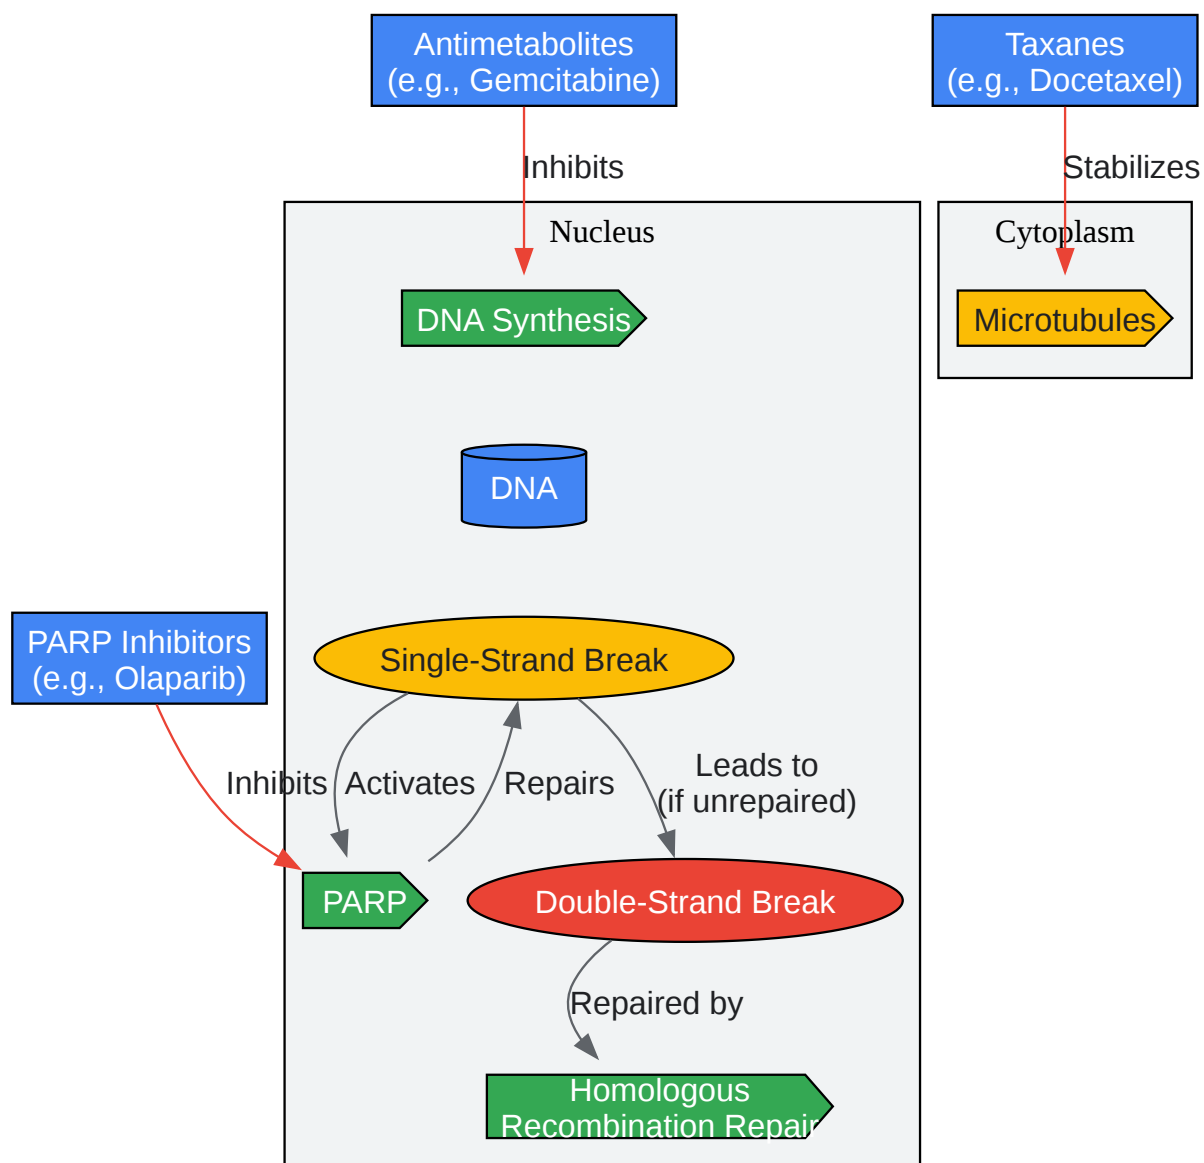 Antimetabolites
(e.g., Gemcitabine)
Taxanes
(e.g., Docetaxel)
Inhibits
Stabilizes
Nucleus
Cytoplasm
DNA Synthesis
Microtubules
DNA
PARP Inhibitors
(e.g., Olaparib)
Single-Strand Break
Inhibits
Activates
Repairs
Leads to
(if unrepaired)
PARP
Double-Strand Break
Repaired by
Homologous
Recombination Repair